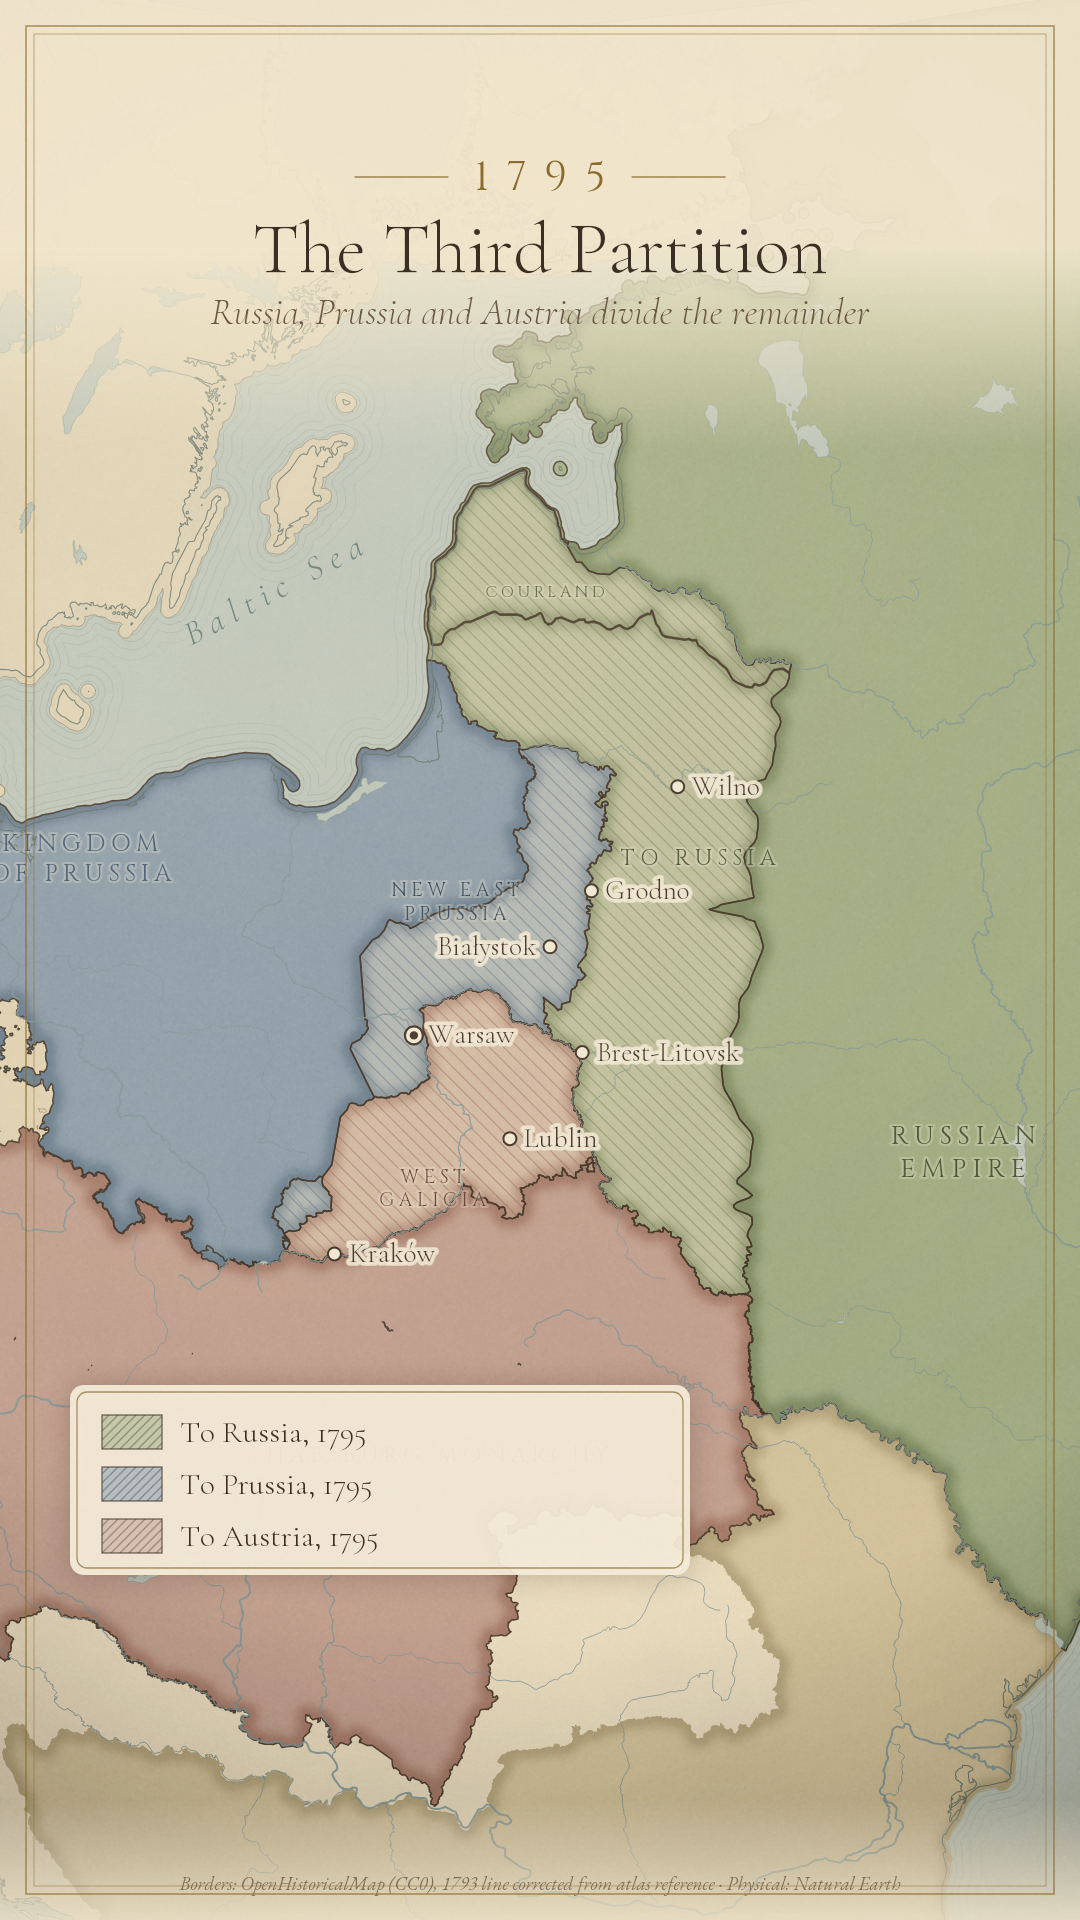 1795
The Third Partition
Russia, Prussia and Austria divide the remainder
Baltic Sea
COURLAND
Wilno
KINGDOM
OF PRUSSIA
TO RUSSIA
NEW EAST
PRUSSIA
Grodno
Białystok
Warsaw
Brest-Litovsk
Lublin
RUSSIAN
EMPIRE
WEST
GALICIA
Kraków
To Russia, 1795
To Prussia, 1795
To Austria, 1795
Borders: OpenHistoricalMap (CC0), 1793 line corrected from atlas reference · Physical: Natural Earth